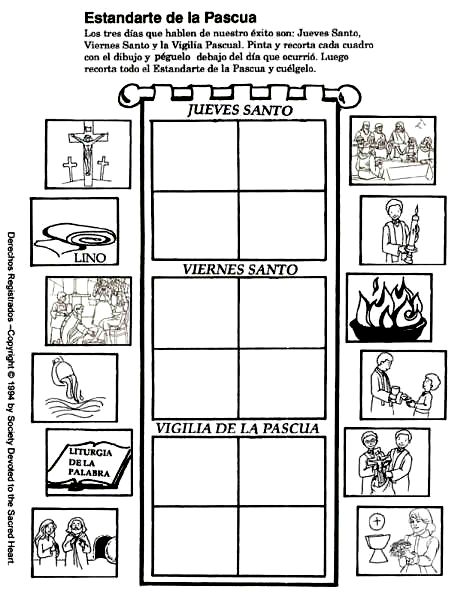 Estandarte de la Pascua
Los tres días que hablen de nuestro éxito son: Jueves Santo,
Viernes Santo y la Vigilia Pascual. Pinta y recorta cada cuadro
con el dibujo y péguelo debajo del día que ocurrió. Luego
recorta todo el Estandarte de la Pascua y cuélgelo.
JUEVES SANTO
LINO
VIERNES SANTO
VIGILIA DE LA PASCUA
LITURGIA
DE LA
PALABRA
Derechos Registrados –Copyright © 1994 by Society Devoted to the Sacred Heart.